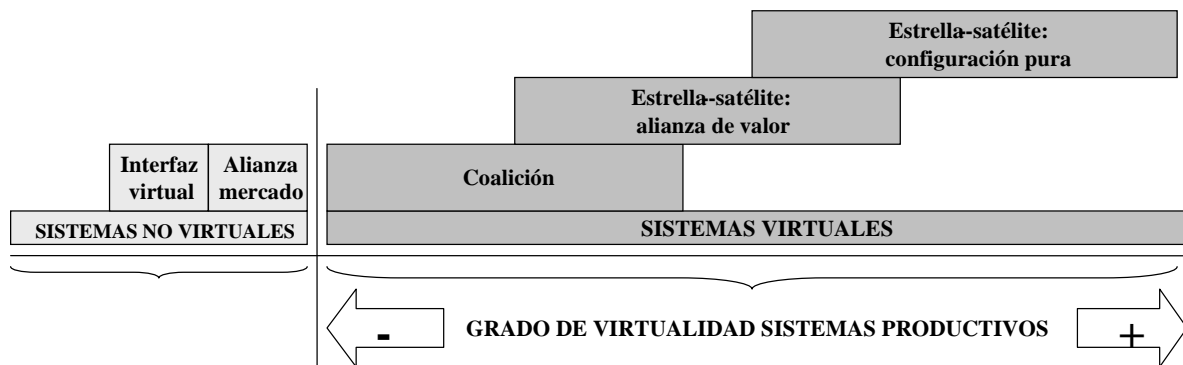 Estrella-satélite:
configuración pura
Estrella-satélite:
alianza de valor
Interfaz
virtual
Alianza
mercado
Coalición
SISTEMAS NO VIRTUALES
SISTEMAS VIRTUALES
-
GRADO DE VIRTUALIDAD SISTEMAS PRODUCTIVOS
+